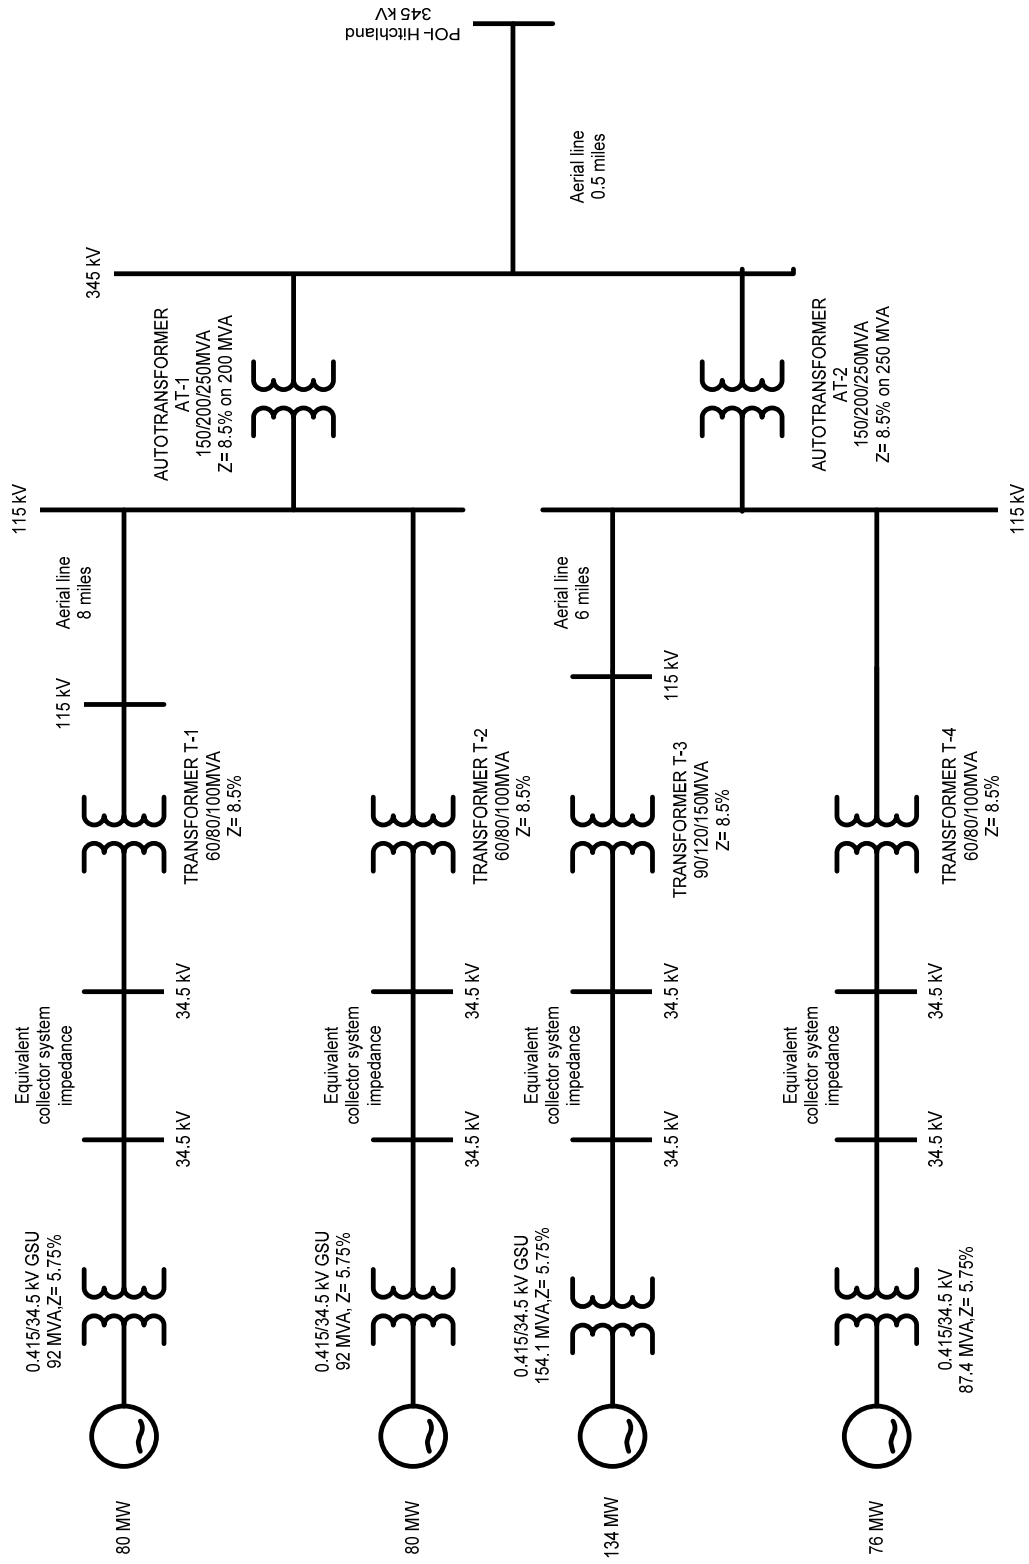 POI- Hitchland
345 kV
Aerial line
0.5 miles
345 kV
AUTOTRANSFORMER
AT-1
150/200/250MVA
Z= 8.5% on 200 MVA
AUTOTRANSFORMER
AT-2
150/200/250MVA
Z= 8.5% on 250 MVA
115 kV
115 kV
Aerial line
8 miles
Aerial line
6 miles
115 kV
115 kV
TRANSFORMER T-1
60/80/100MVA
Z= 8.5%
TRANSFORMER T-2
60/80/100MVA
Z= 8.5%
TRANSFORMER T-3
90/120/150MVA
Z= 8.5%
TRANSFORMER T-4
60/80/100MVA
Z= 8.5%
34.5 kV
34.5 kV
34.5 kV
34.5 kV
Equivalent
collector system
impedance
Equivalent
collector system
impedance
Equivalent
collector system
impedance
Equivalent
collector system
impedance
34.5 kV
34.5 kV
34.5 kV
34.5 kV
0.415/34.5 kV GSU
92 MVA,Z= 5.75%
0.415/34.5 kV GSU
92 MVA, Z= 5.75%
0.415/34.5 kV GSU
154.1 MVA,Z= 5.75%
0.415/34.5 kV
87.4 MVA,Z= 5.75%
80 MW
80 MW
134 MW
76 MW